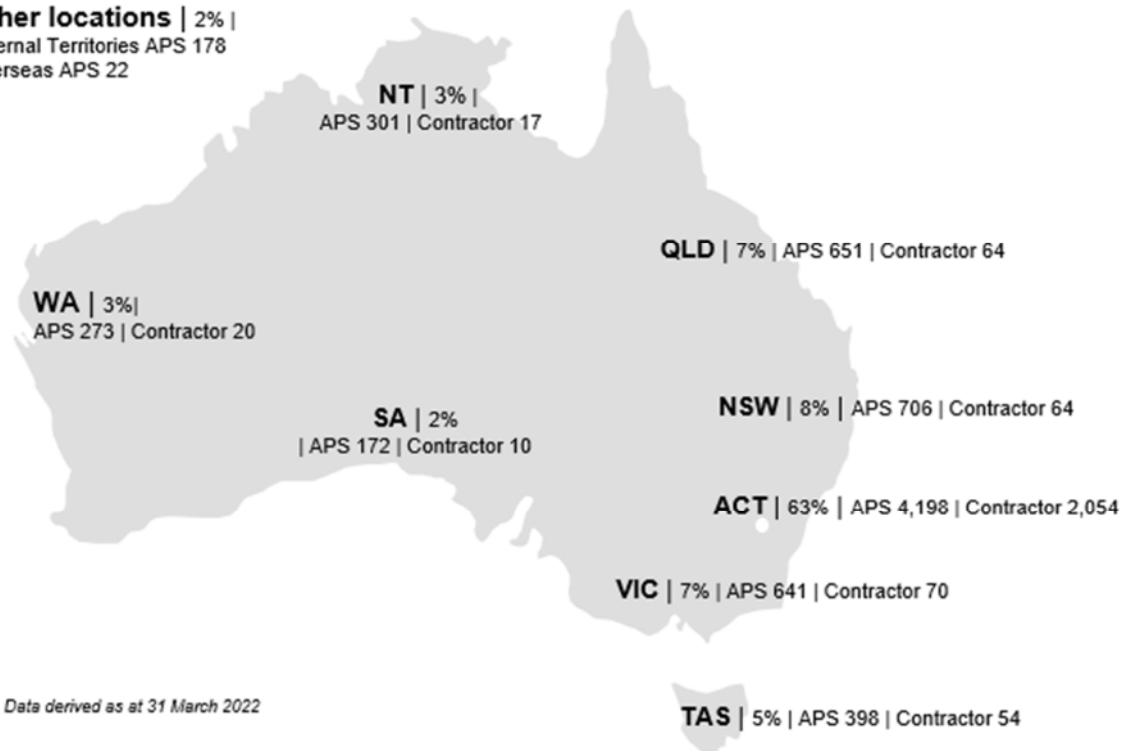 her locations | 2% |
ernal Territories APS 178
erseas APS 22
NT | 3% |
APS 301 | Contractor 17
QLD | 7% | APS 651 | Contractor 64
WA | 3%|
APS 273 | Contractor 20
NSW | 8% | APS 706 | Contractor 64
SA | 2%
| APS 172 | Contractor 10
ACT | 63% | APS 4,198 | Contractor 2,054
VIC | 7% | APS 641 | Contractor 70
Data derived as at 31 March 2022
TAS | 5% | APS 398 | Contractor 54